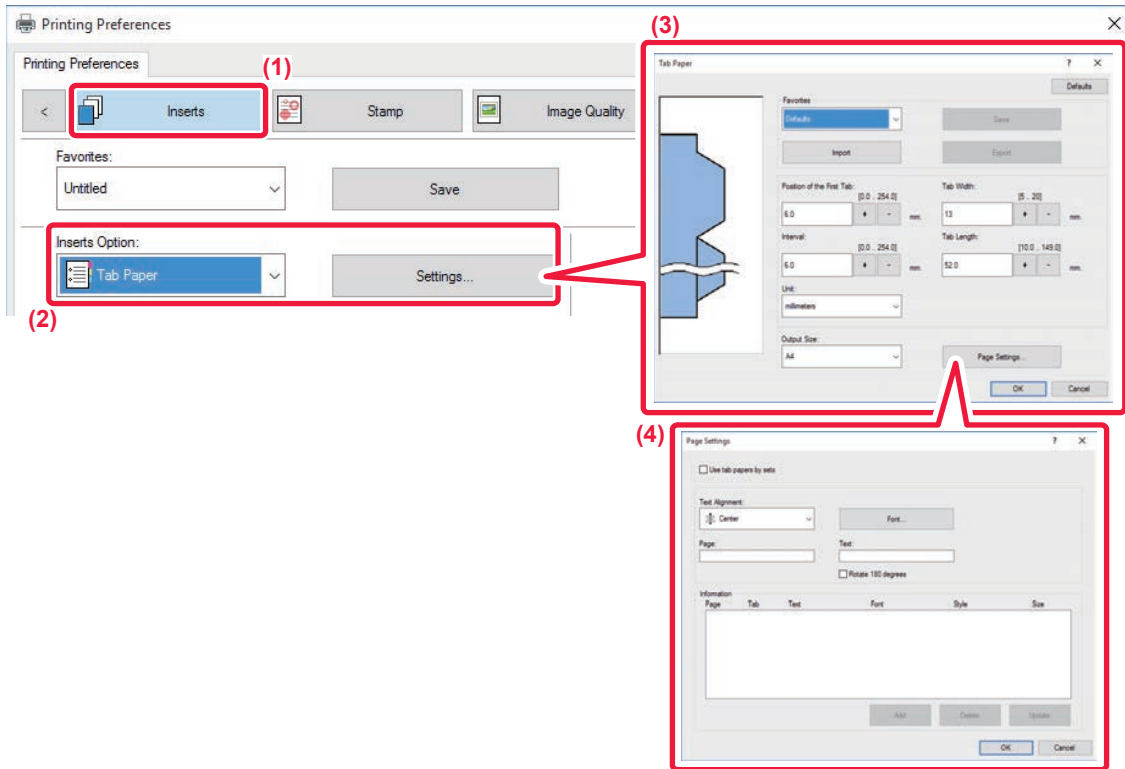 Printing Preferences
Printing Preferences
(1)
< Inserts Stamp Image Quality
Favorites:
Untitled Save
Inserts Option:
Tab Paper Settings...
(2)
(3)
Tab Paper ? ×
Defaults
Favorites
Defaults Save
Import Export
Position of the First Tab: Tab Width:
[0.0 .. 254.0] [5 .. 20]
6.0 + - mm. 13 + - mm.
Interval: Tab Length:
[0.0 .. 254.0] [10.0 .. 149.0]
6.0 + - mm. 52.0 + - mm.
Unit:
millimeters
Output Size:
A4 Page Settings...
OK Cancel
(4)
Page Settings ? ×
Use tab papers by sets
Text Alignment:
Center Font...
Page: Text:
Rotate 180 degrees
Information
Page Tab Text Font Style Size
Add Delete Update
OK Cancel